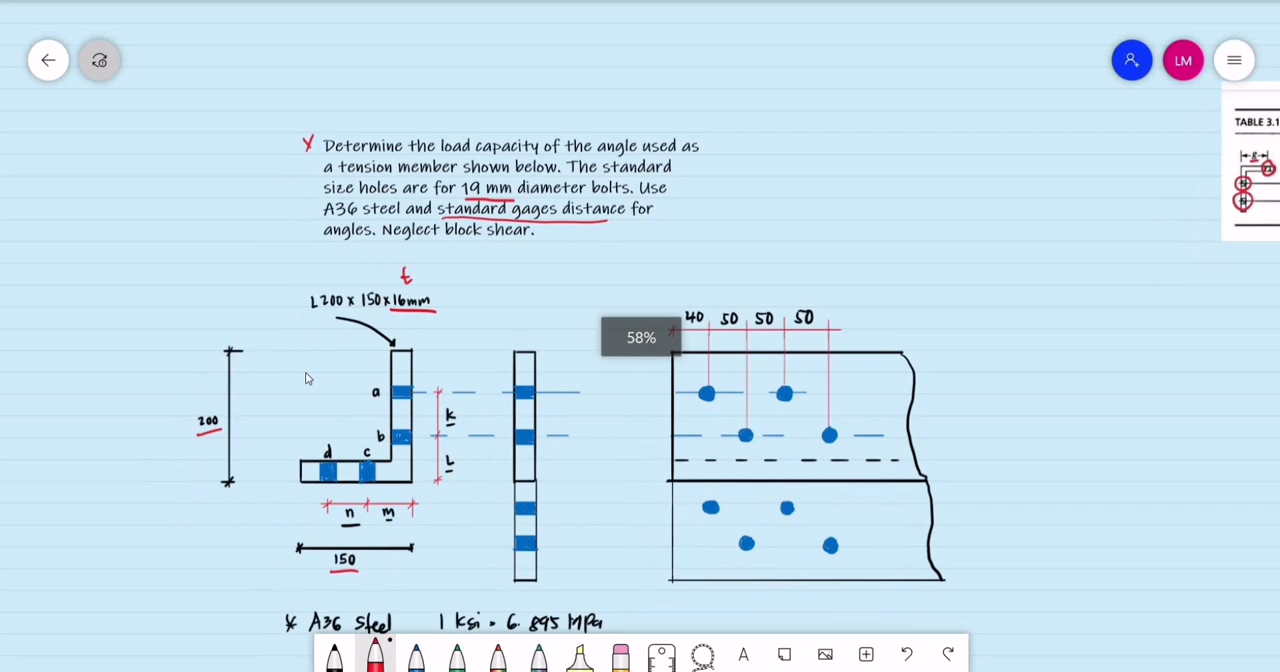 LM
TABLE 3.1
g
Y Determine the load capacity of the angle used as
a tension member shown below. The standard
size holes are for 19 mm diameter bolts. Use
A36 steel and standard gages distance for
angles. Neglect block shear.
t
L200 x 150 x 16mm
40 50 50 50
58%
a
k
200
b
d c
L
n m
150
* A36 Steel 1 ksi = 6.895 MPa
A